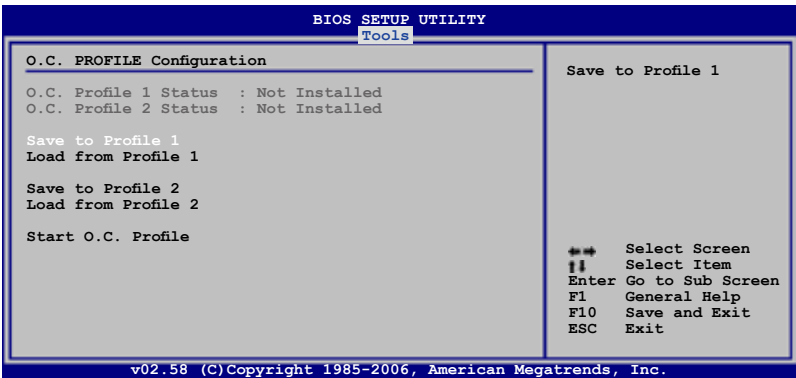 BIOS SETUP UTILITY
Tools
O.C. PROFILE Configuration
O.C. Profile 1 Status : Not Installed
O.C. Profile 2 Status : Not Installed
Save to Profile 1
Load from Profile 1
Save to Profile 2
Load from Profile 2
Start O.C. Profile
Save to Profile 1
Select Screen
Select Item
Enter Go to Sub Screen
F1 General Help
F10 Save and Exit
ESC Exit
v02.58 (C)Copyright 1985-2006, American Megatrends, Inc.